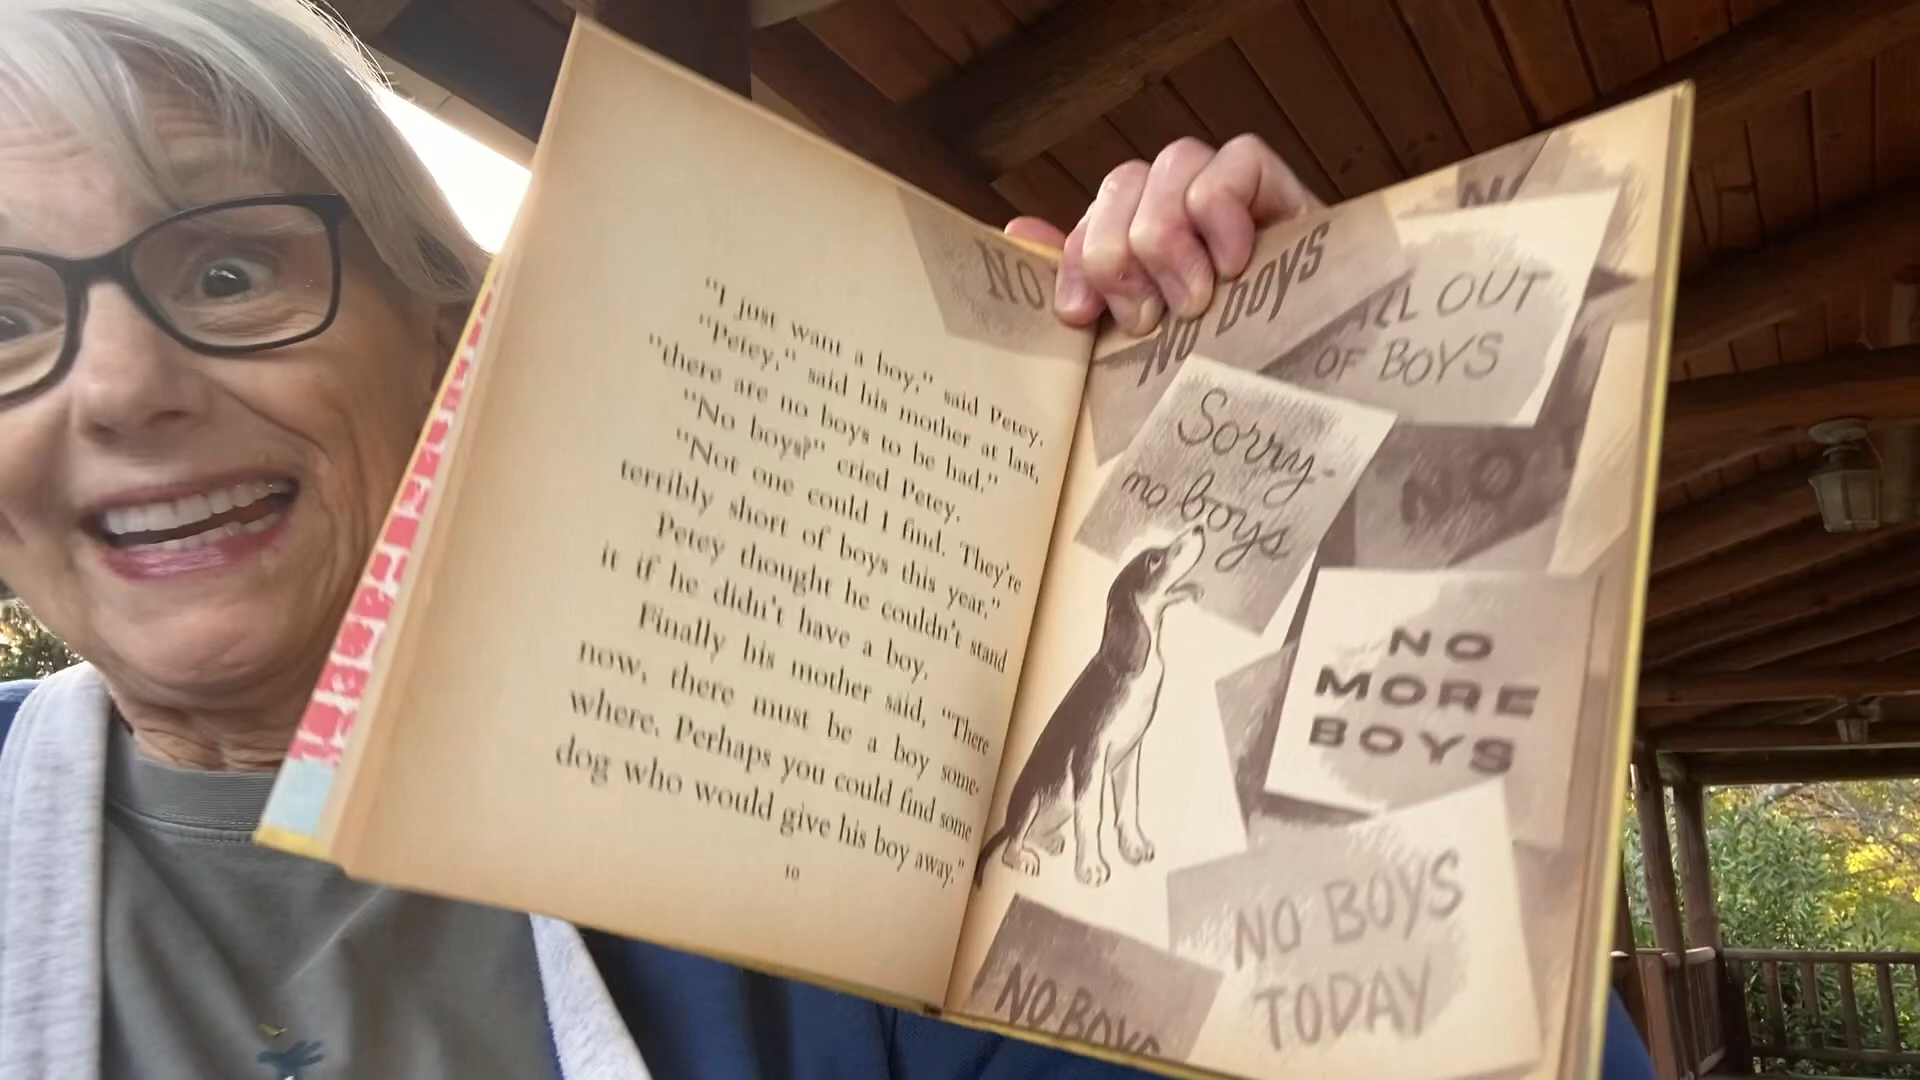 "I just want a boy," said Petey.
"Petey," said his mother at last,
"there are no boys to be had."
"No boys?" cried Petey.
"Not one could I find. They're
terribly short of boys this year."
Petey thought he couldn't stand
it if he didn't have a boy.
Finally his mother said, "There
now, there must be a boy some-
where. Perhaps you could find some
dog who would give his boy away."
10
NO
NO
NO boys
ALL OUT
OF BOYS
Sorry-
no boys
NO
NO
MORE
BOYS
NO BOYS
TODAY
NO BOYS